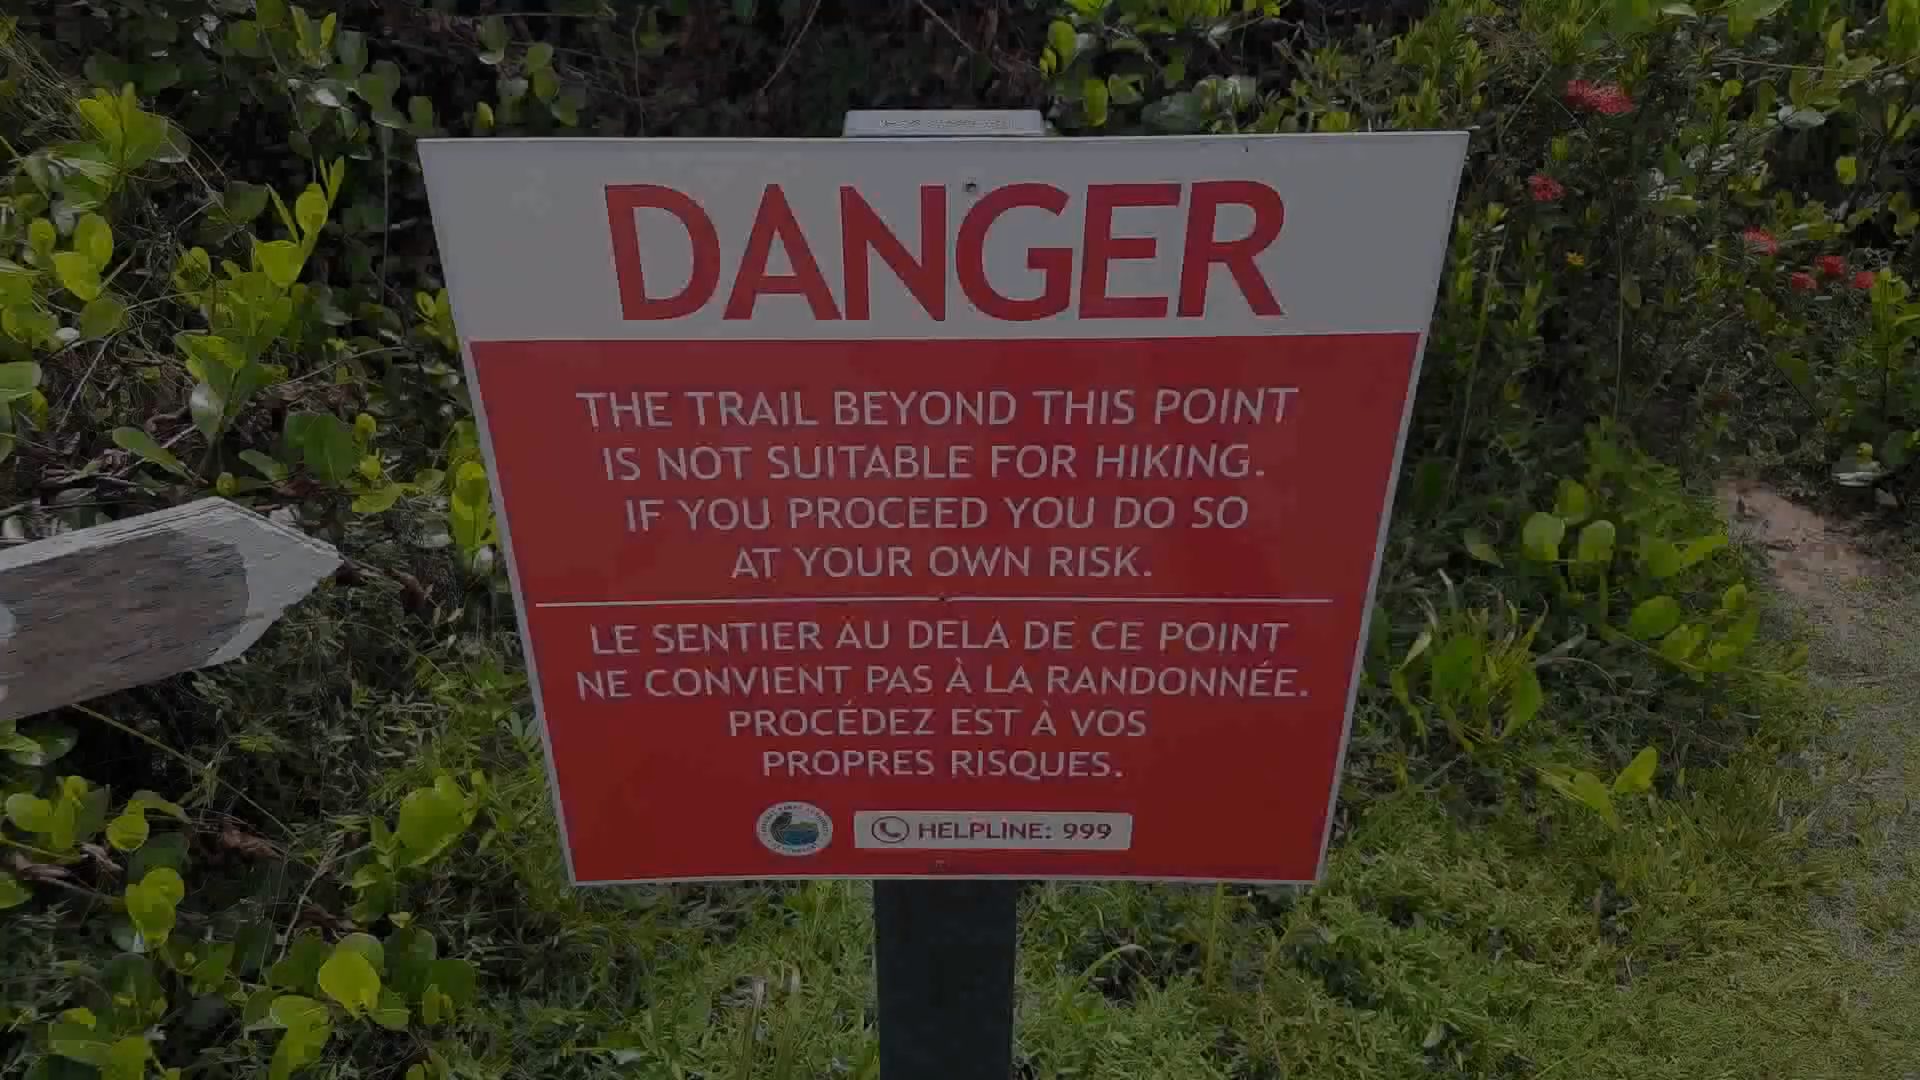 DANGER
THE TRAIL BEYOND THIS POINT
IS NOT SUITABLE FOR HIKING.
IF YOU PROCEED YOU DO SO
AT YOUR OWN RISK.
LE SENTIER AU DELA DE CE POINT
NE CONVIENT PAS À LA RANDONNÉE.
PROCÉDEZ EST À VOS
PROPRES RISQUES.
HELPLINE: 999